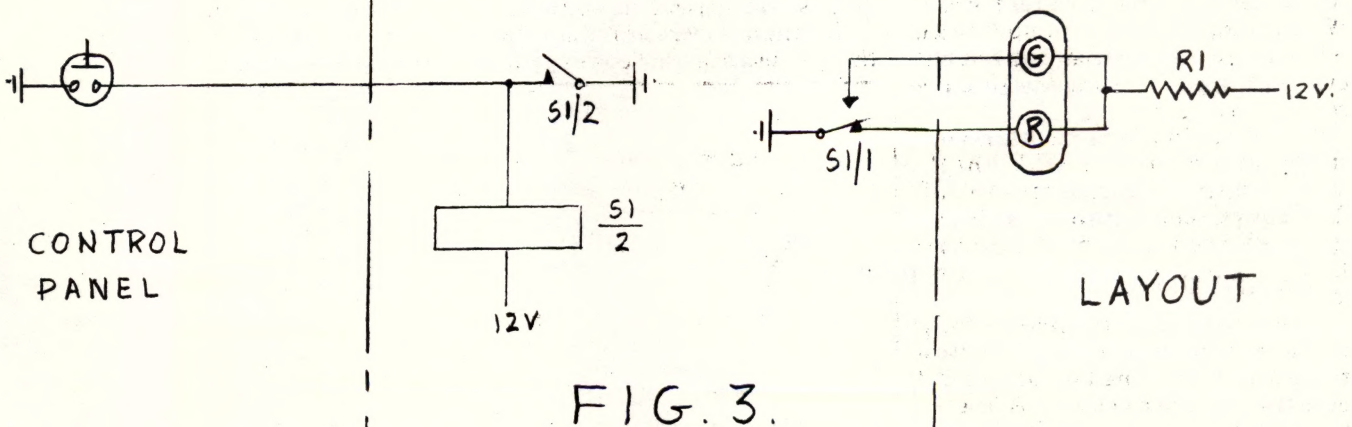 S1/2
S1
2
12V
CONTROL
PANEL
S1/1
G
R
R1
12V.
LAYOUT
FIG. 3.